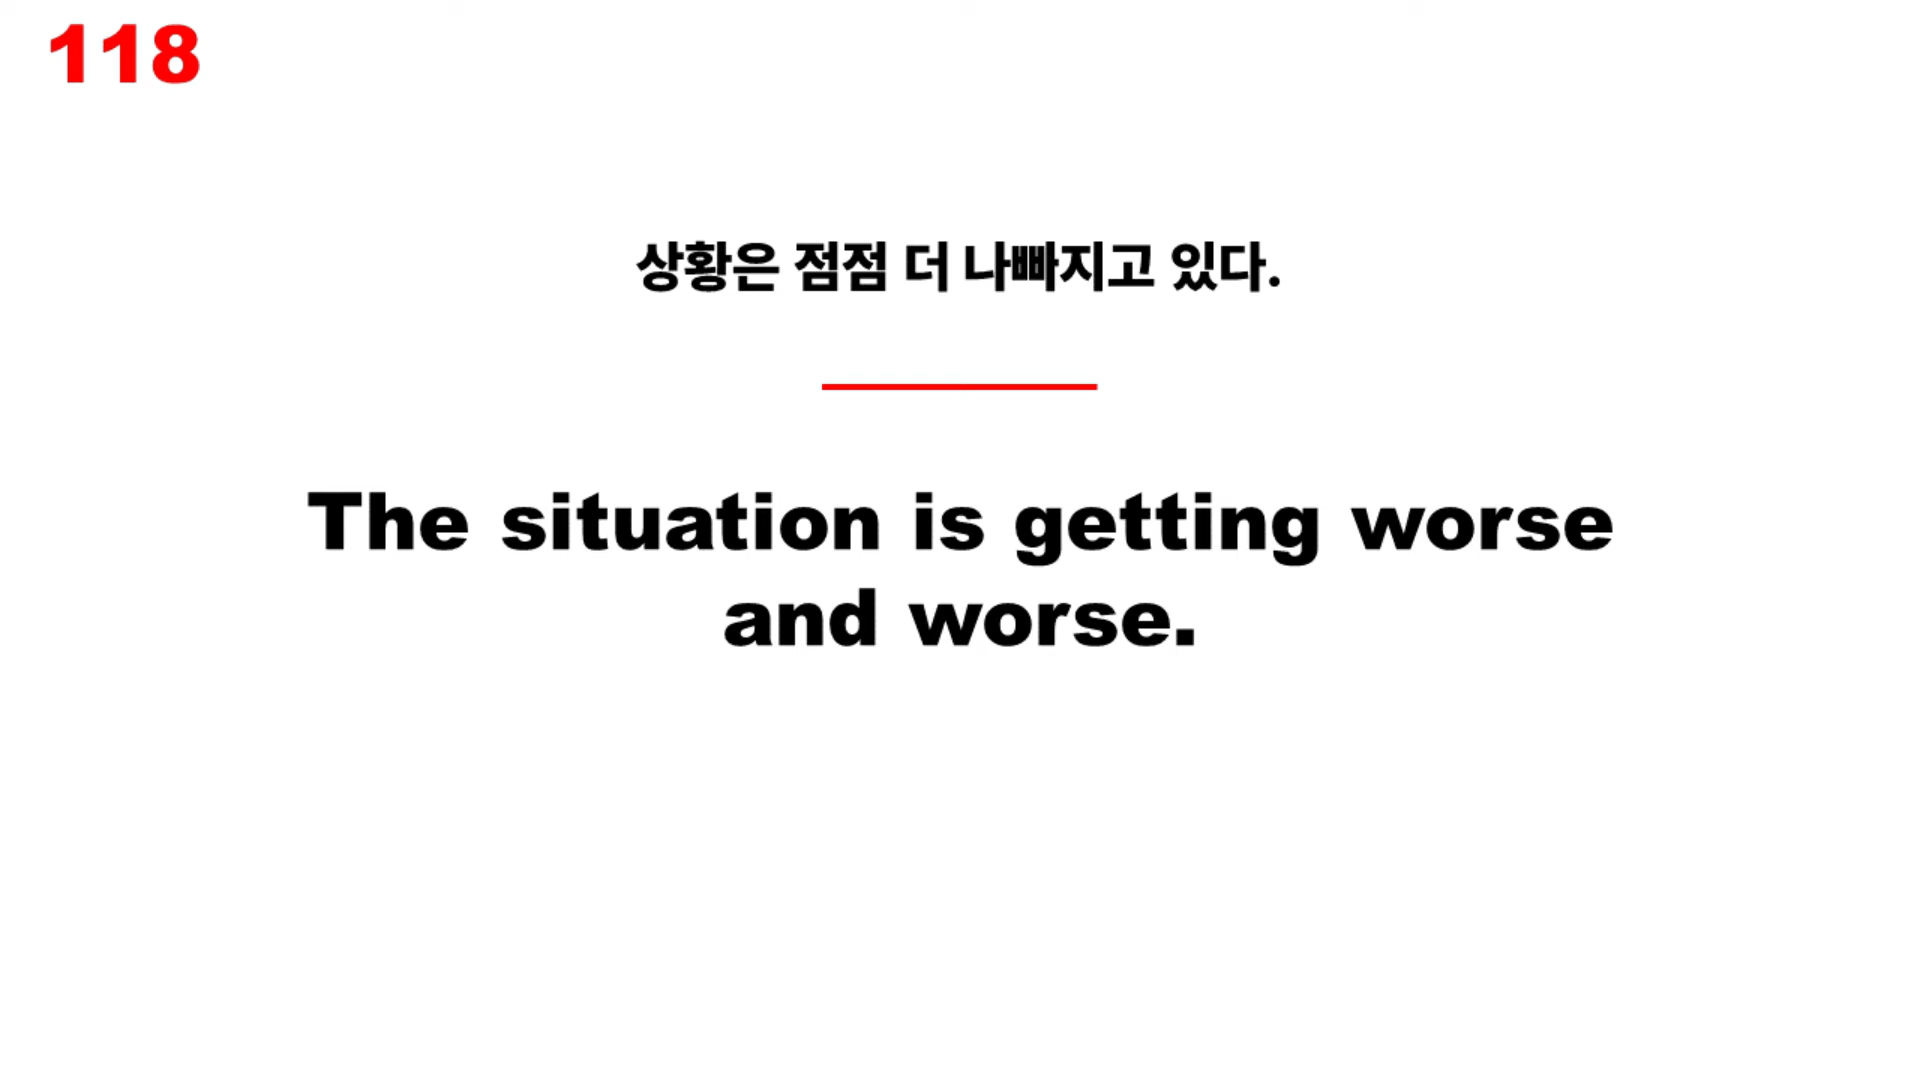 118
상황은 점점 더 나빠지고 있다.
The situation is getting worse
and worse.